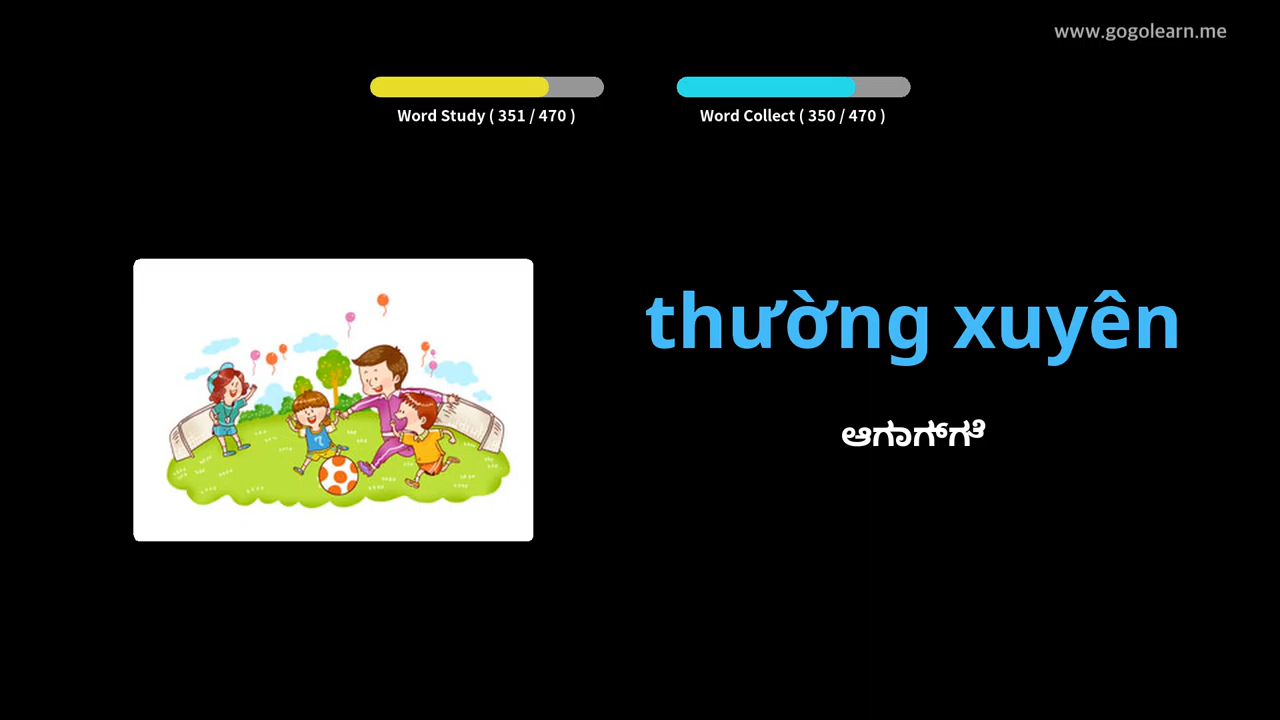 www.gogolearn.me
Word Study ( 351 / 470 )
Word Collect ( 350 / 470 )
thường xuyên
ಆಗಾಗ್ಗೆ